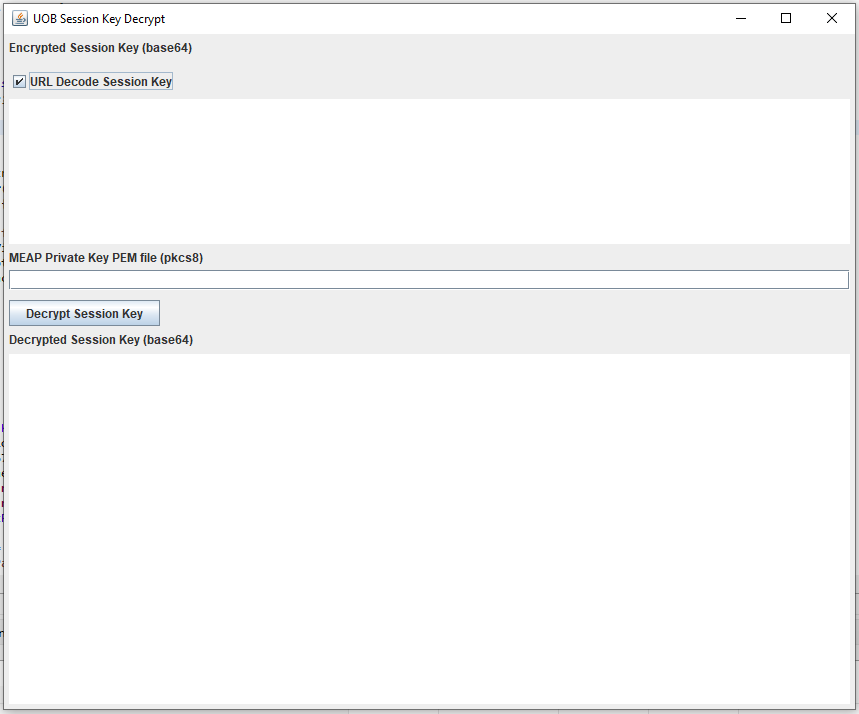 UOB Session Key Decrypt
Encrypted Session Key (base64)
URL Decode Session Key
MEAP Private Key PEM file (pkcs8)
Decrypt Session Key
Decrypted Session Key (base64)